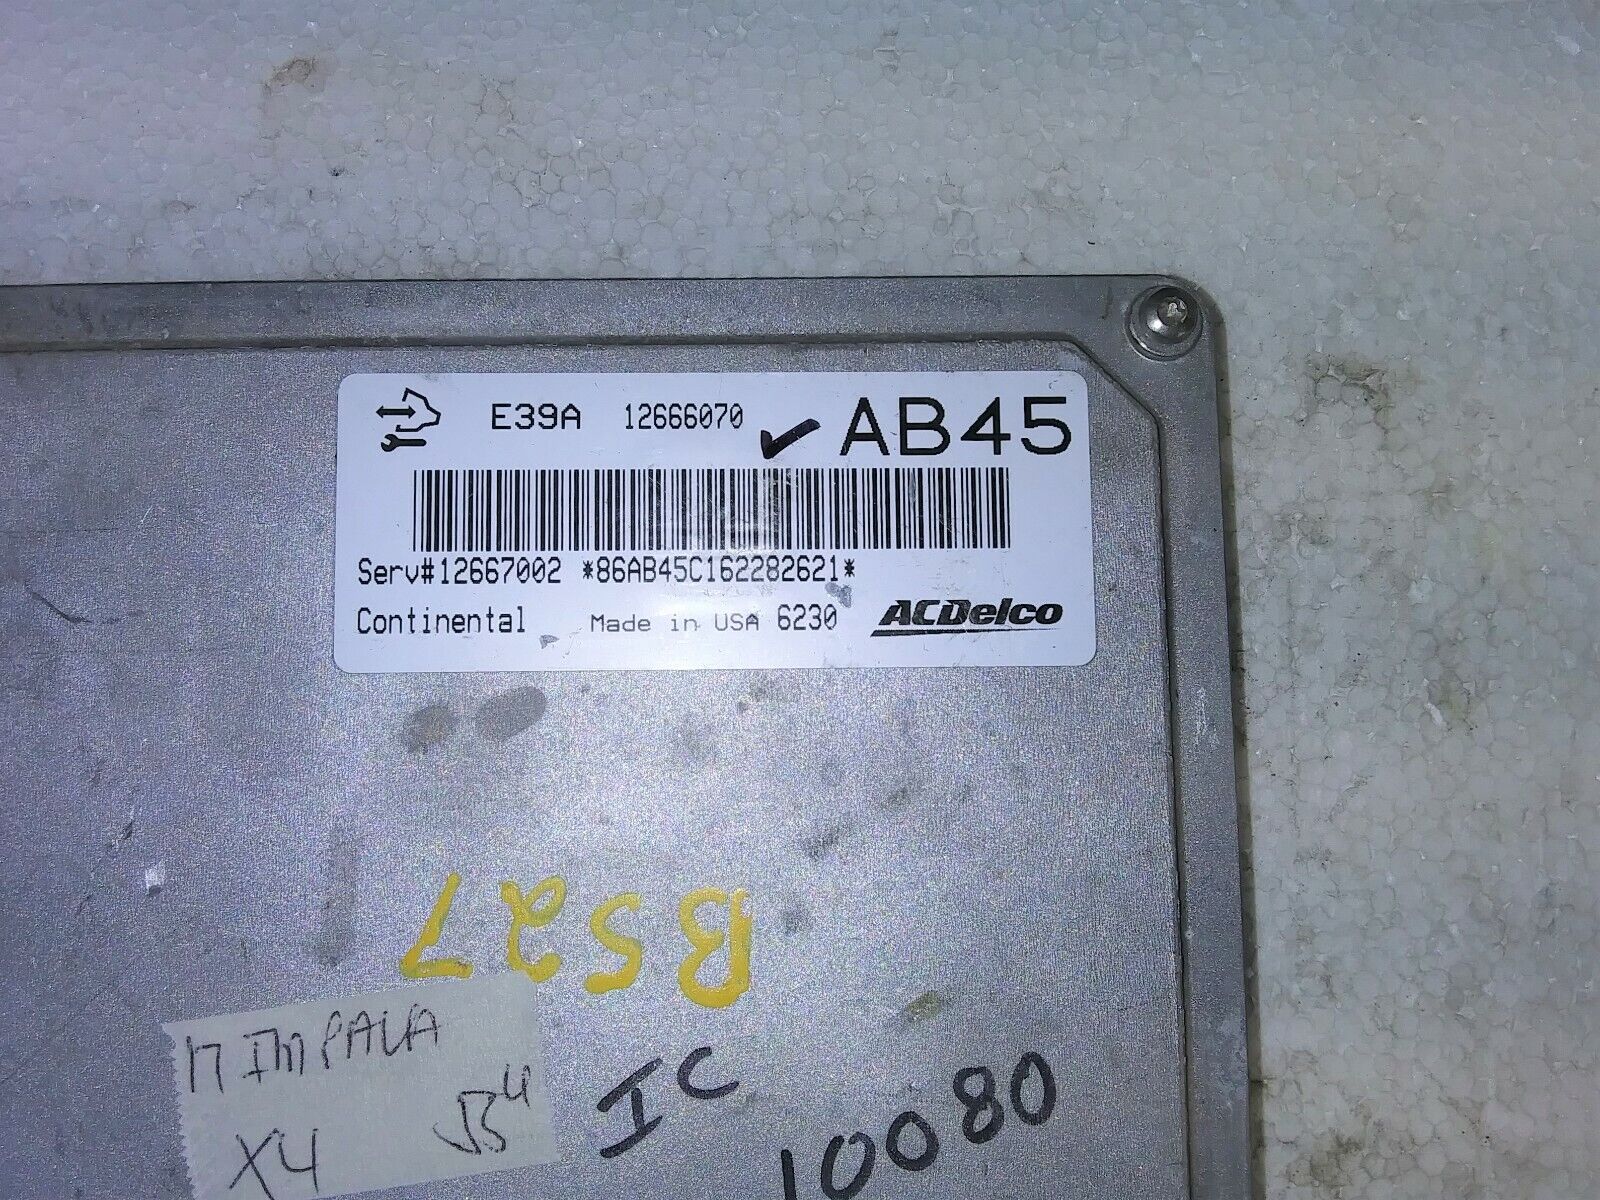 E39A 12666070 ✓ AB45
Serv#12667002 *86AB45C162282621*
Continental Made in USA 6230 ACDelco
B527
17 IMPALA
X4
IC
10080